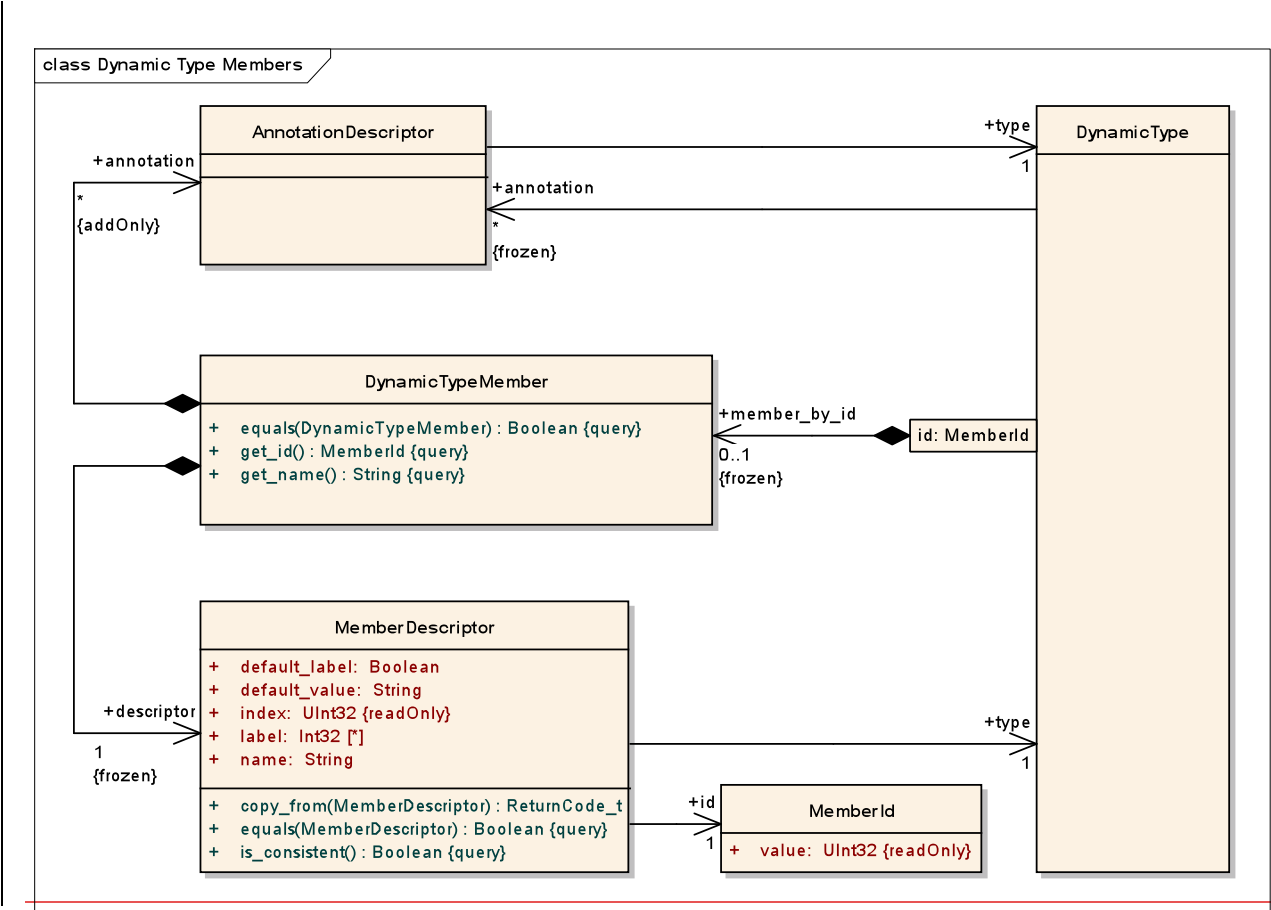 class Dynamic Type Members
AnnotationDescriptor
DynamicType
+type
1
+annotation
*
{addOnly}
+annotation
*
{frozen}
DynamicTypeMember
+ equals(DynamicTypeMember) : Boolean {query}
+ get_id() : MemberId {query}
+ get_name() : String {query}
+member_by_id
0..1
{frozen}
id: MemberId
MemberDescriptor
+ default_label: Boolean
+ default_value: String
+ index: UInt32 {readOnly}
+ label: Int32 [*]
+ name: String
+ copy_from(MemberDescriptor) : ReturnCode_t
+ equals(MemberDescriptor) : Boolean {query}
+ is_consistent() : Boolean {query}
+descriptor
1
{frozen}
+type
1
+id
1
MemberId
+ value: UInt32 {readOnly}